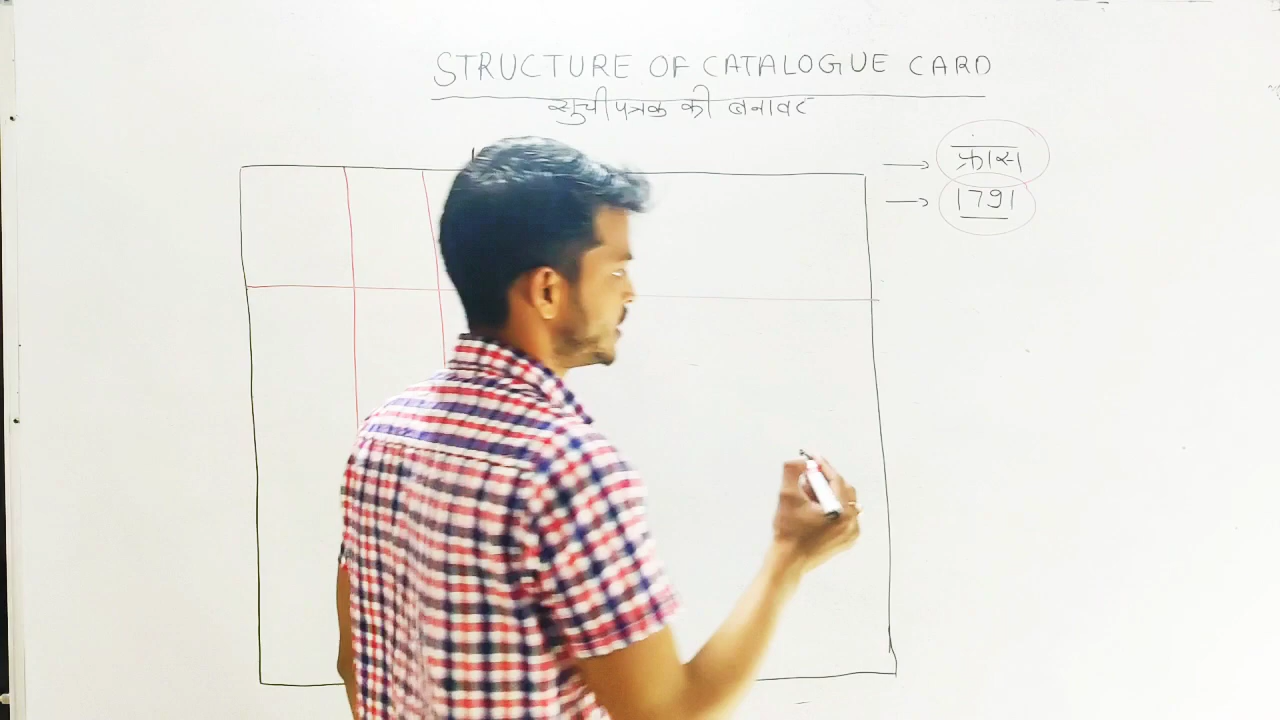 STRUCTURE OF CATALOGUE CARD
सुचीपत्रक की बनावट
फ्रांस
1791